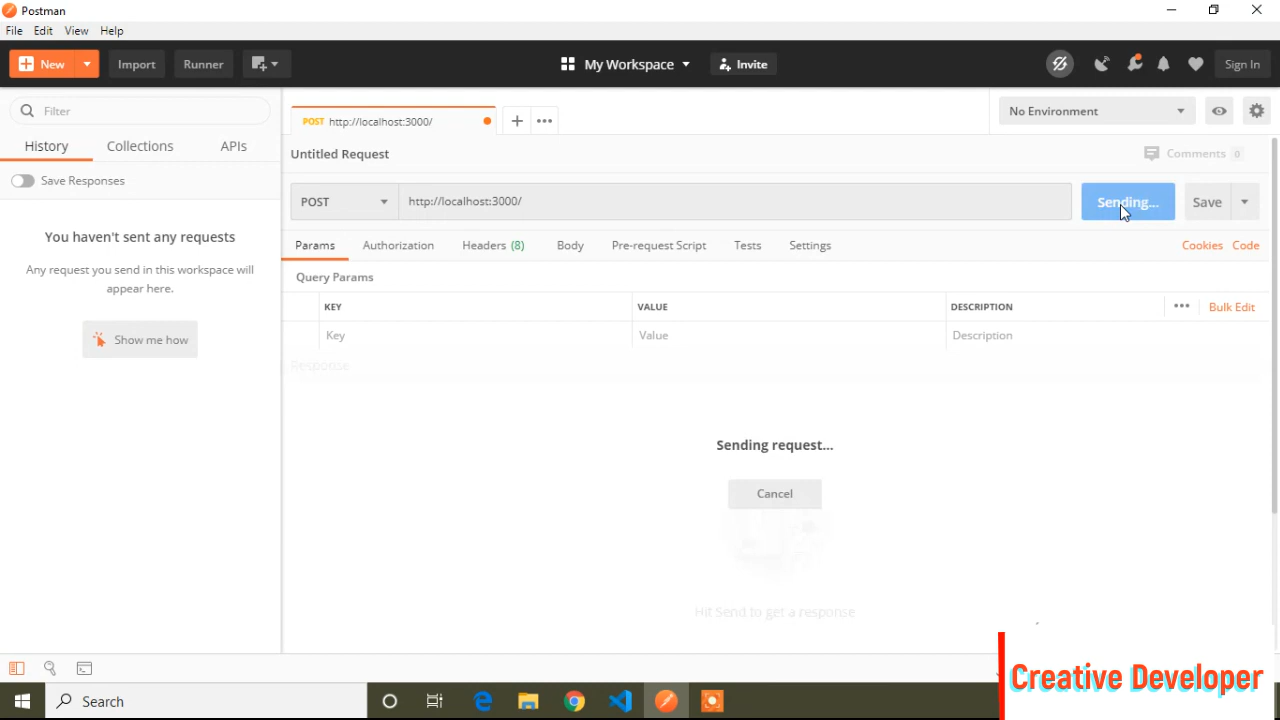 Postman
File Edit View Help
New Import Runner My Workspace Invite Sign In
Filter
History Collections APIs
Save Responses
You haven't sent any requests
Any request you send in this workspace will
appear here.
Show me how
POST http://localhost:3000/
No Environment
Untitled Request
Comments 0
POST http://localhost:3000/ Sending... Save
Params Authorization Headers (8) Body Pre-request Script Tests Settings Cookies Code
Query Params
KEY VALUE DESCRIPTION Bulk Edit
Key Value Description
Response
Sending request...
Cancel
Hit Send to get a response
Search
Creative Developer